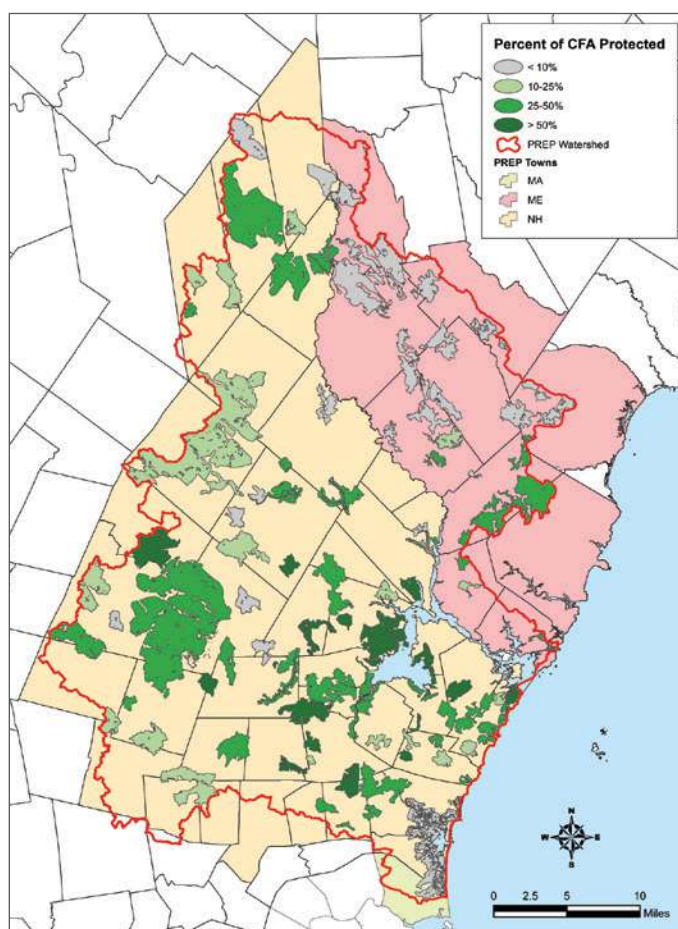 Percent of CFA Protected
< 10%
10-25%
25-50%
> 50%
PREP Watershed
PREP Towns
MA
ME
NH
N
W E
S
0 2.5 5 10
Miles